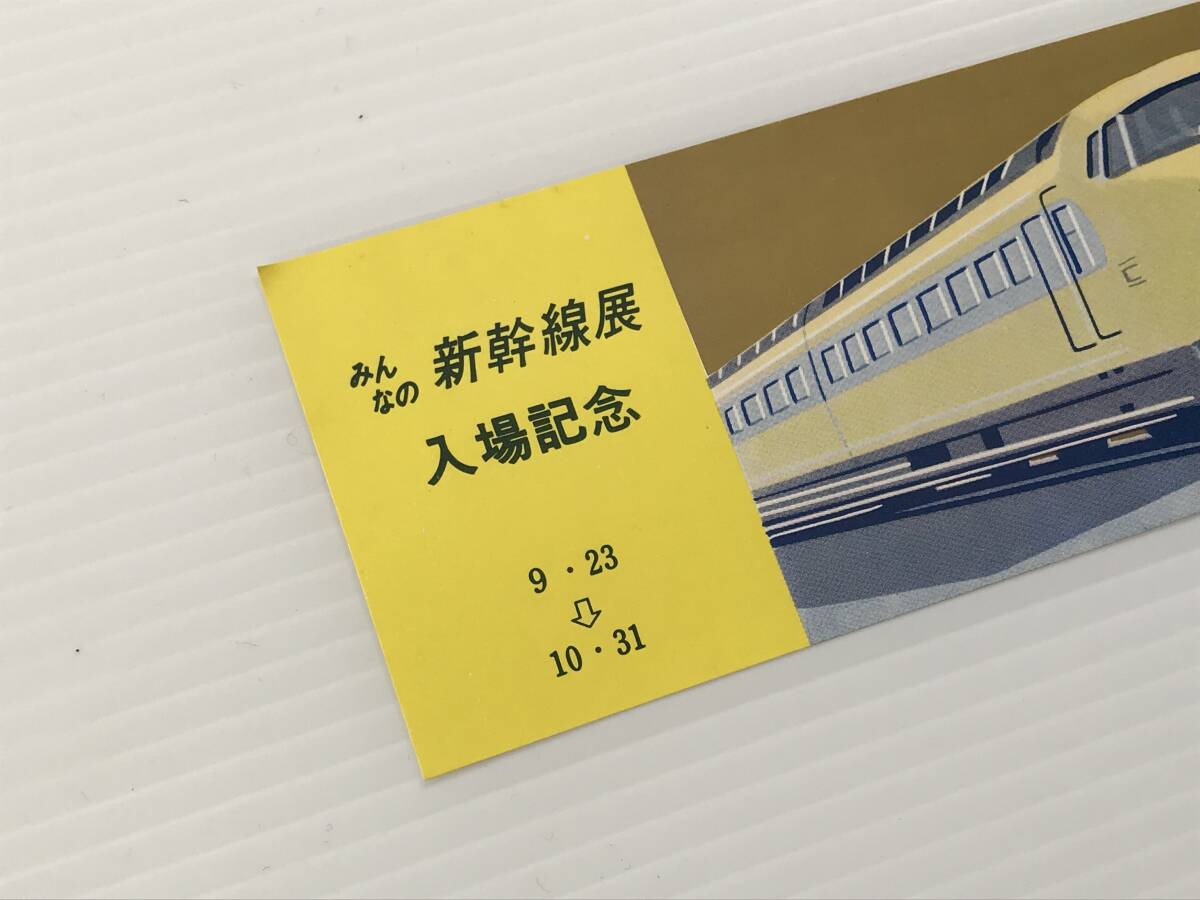 みんなの 新幹線展
入場記念
9・23
⇩
10・31